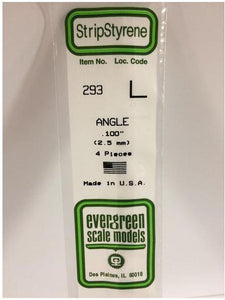 StripStyrene
Item No. Loc. Code
293 L
ANGLE
.100"
(2.5 mm)
4 Pieces
Made in U.S.A.
evergreen
scale models
Des Plaines, IL 60018